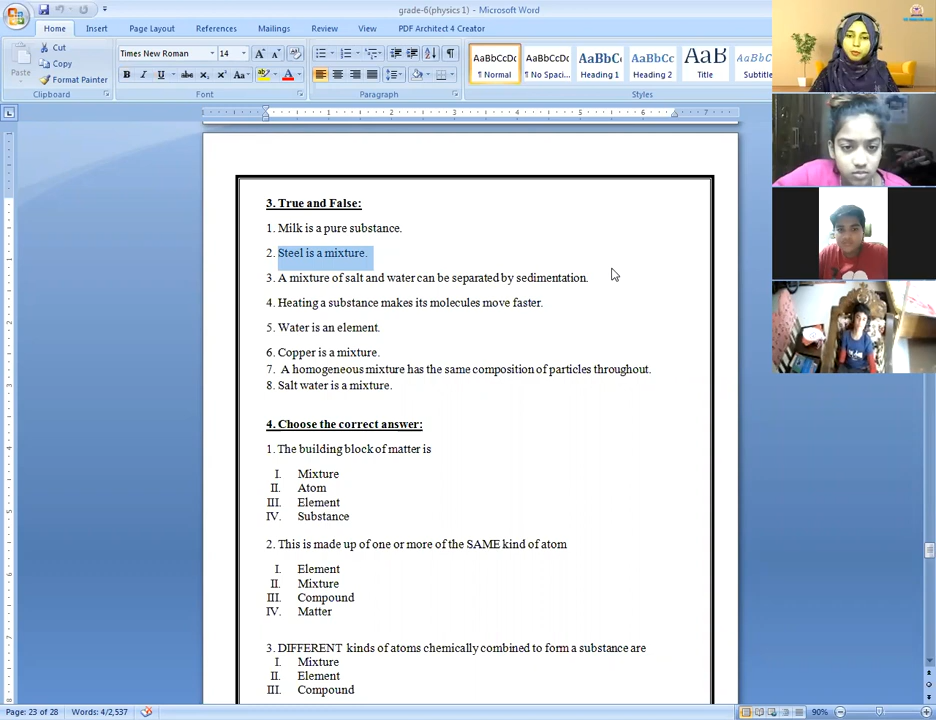 grade-6(physics 1) - Microsoft Word
Home Insert Page Layout References Mailings Review View PDF Architect 4 Creator
Paste
Cut
Copy
Format Painter
Times New Roman 14
AaBbCcDc AaBbCcDc AaBbC AaBbCc AaB AaBbCc
¶ Normal ¶ No Spaci... Heading 1 Heading 2 Title Subtitle
Clipboard Font Paragraph Styles
3. True and False:
1. Milk is a pure substance.
2. Steel is a mixture.
3. A mixture of salt and water can be separated by sedimentation.
4. Heating a substance makes its molecules move faster.
5. Water is an element.
6. Copper is a mixture.
7. A homogeneous mixture has the same composition of particles throughout.
8. Salt water is a mixture.
4. Choose the correct answer:
1. The building block of matter is
I. Mixture
II. Atom
III. Element
IV. Substance
2. This is made up of one or more of the SAME kind of atom
I. Element
II. Mixture
III. Compound
IV. Matter
3. DIFFERENT kinds of atoms chemically combined to form a substance are
I. Mixture
II. Element
III. Compound
Page: 23 of 28 Words: 4/2,537 90%